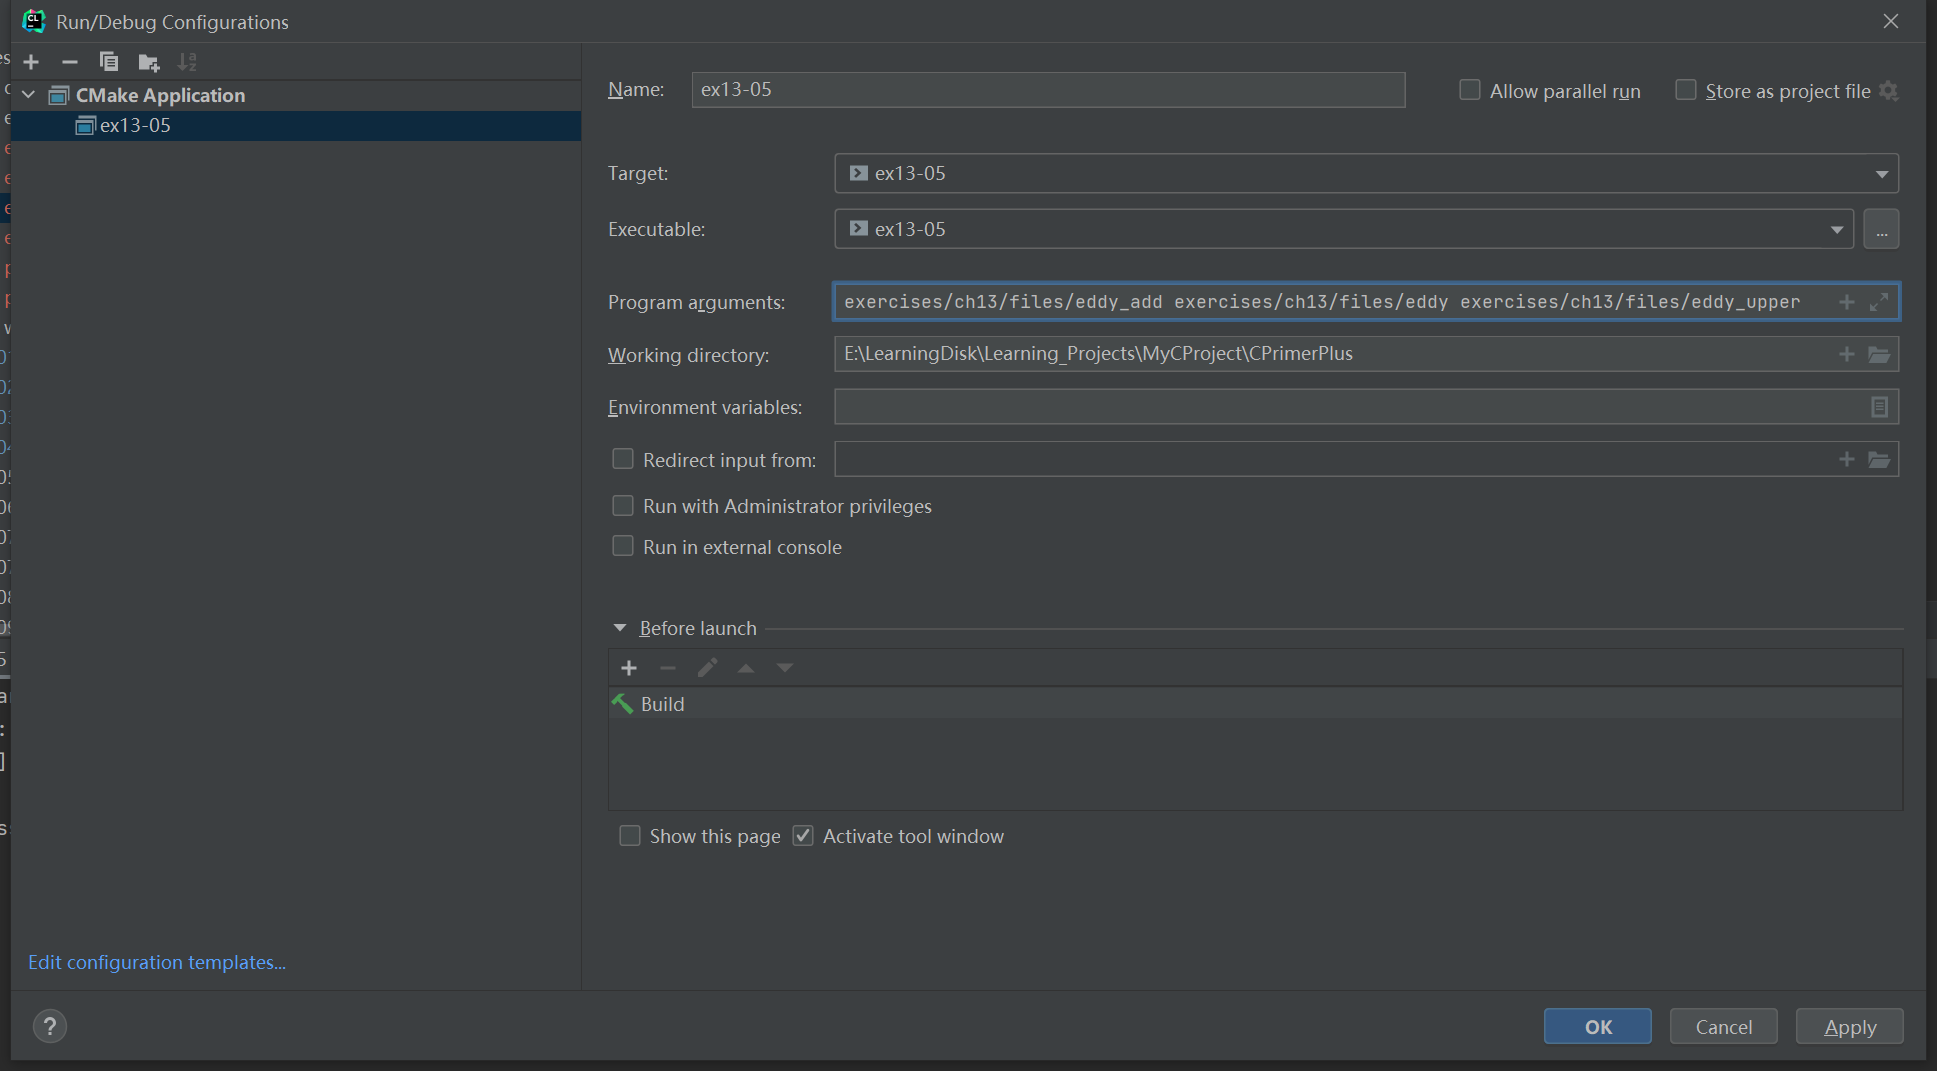 CL
Run/Debug Configurations
CMake Application
ex13-05
Name: ex13-05
Allow parallel run
Store as project file
Target: ex13-05
Executable: ex13-05
...
Program arguments: exercises/ch13/files/eddy_add exercises/ch13/files/eddy exercises/ch13/files/eddy_upper
Working directory: E:\LearningDisk\Learning_Projects\MyCProject\CPrimerPlus
Environment variables:
Redirect input from:
Run with Administrator privileges
Run in external console
Before launch
Build
Show this page
Activate tool window
Edit configuration templates...
?
OK
Cancel
Apply